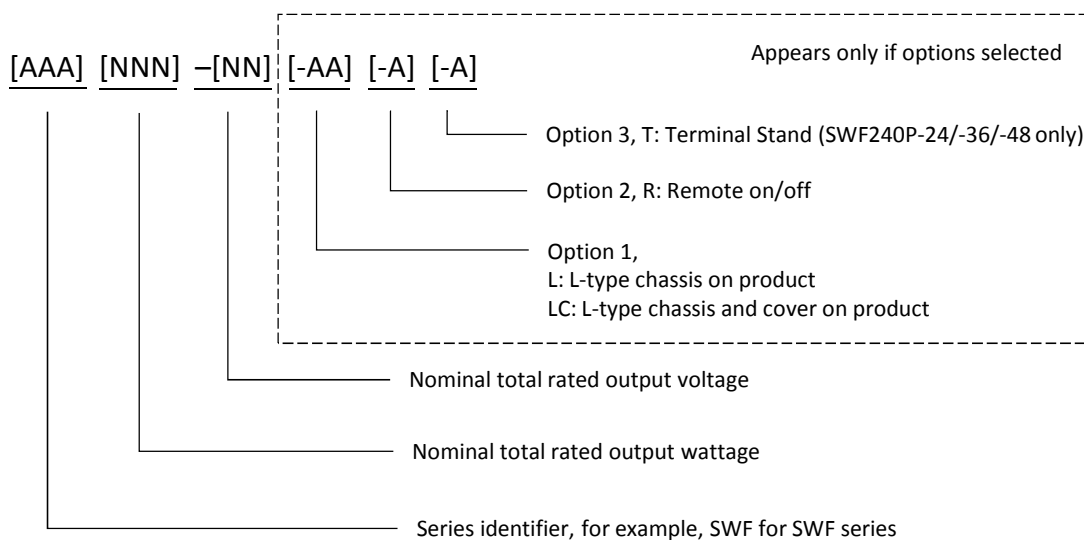 Appears only if options selected
[AAA] [NNN] –[NN] [-AA] [-A] [-A]
Option 3, T: Terminal Stand (SWF240P-24/-36/-48 only)
Option 2, R: Remote on/off
Option 1,
L: L-type chassis on product
LC: L-type chassis and cover on product
Nominal total rated output voltage
Nominal total rated output wattage
Series identifier, for example, SWF for SWF series